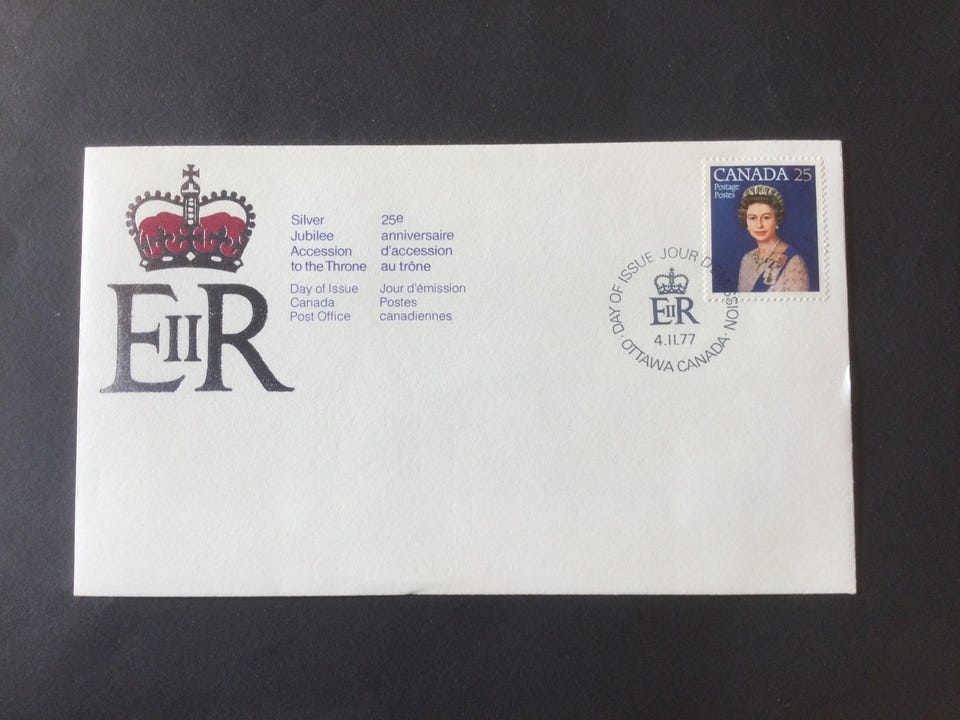 EIIR
Silver
Jubilee
Accession
to the Throne
Day of Issue
Canada
Post Office
25e
anniversaire
d'accession
au trône
Jour d'émission
Postes
canadiennes
CANADA 25
Postage
Postes
DAY OF ISSUE JOUR D'ÉMISSION
EIIR
4.II.77
OTTAWA CANADA